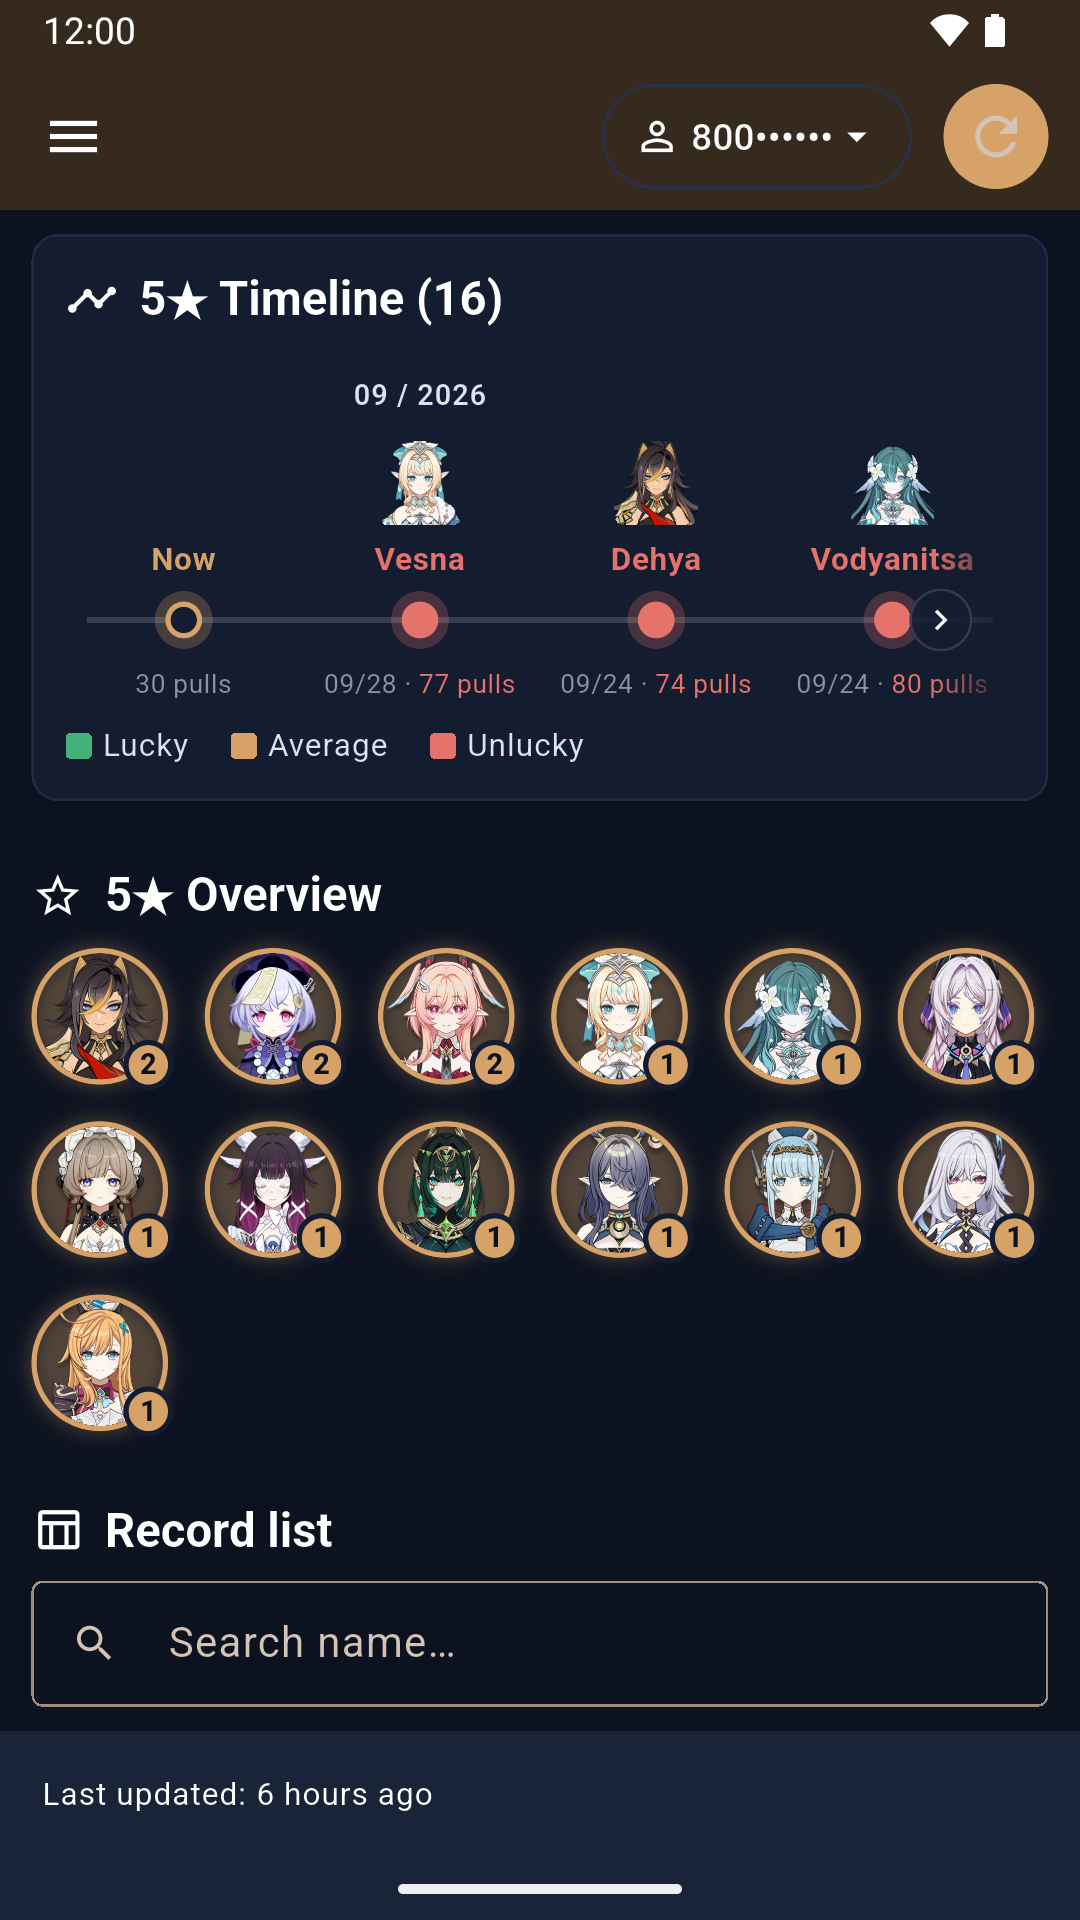 12:00
800••••••
5★ Timeline (16)
09 / 2026
Now
Vesna
Dehya
Vodyanitsa
30 pulls
09/28 · 77 pulls
09/24 · 74 pulls
09/24 · 80 pulls
Lucky
Average
Unlucky
5★ Overview
2
2
2
1
1
1
1
1
1
1
1
1
1
Record list
Search name…
Last updated: 6 hours ago